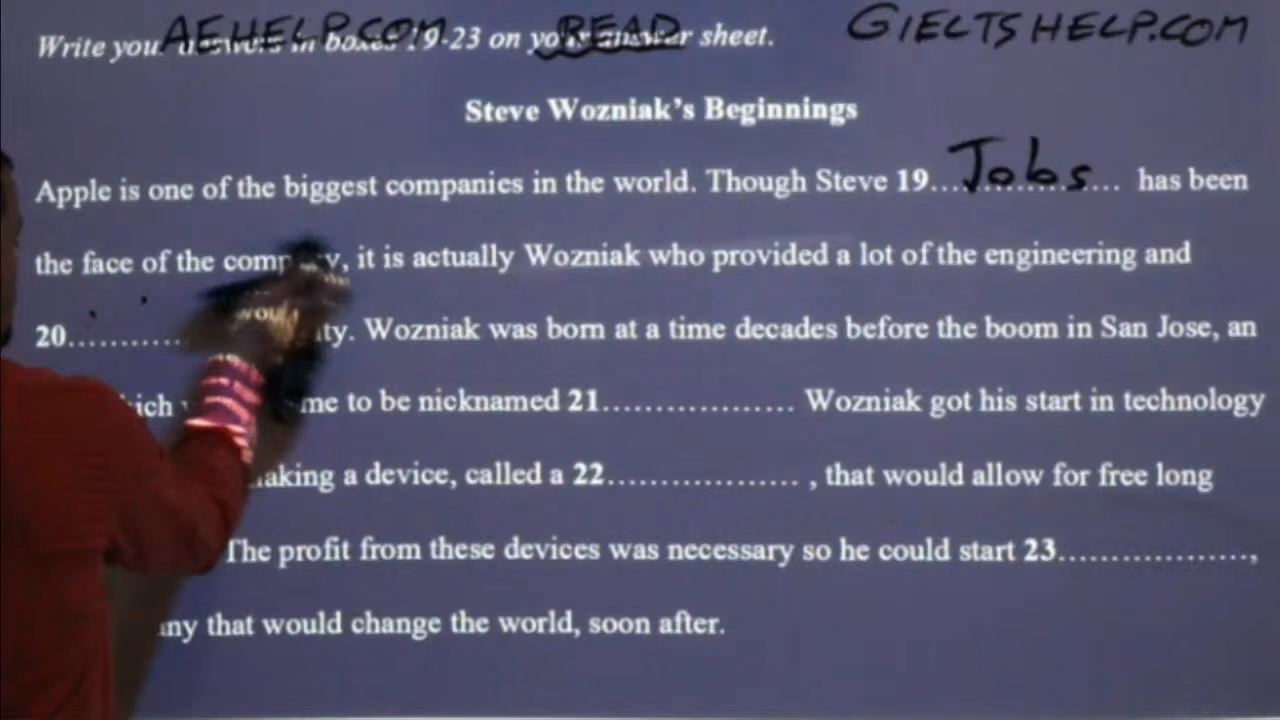 AEHELP.COM READ GIELTSHELP.COM
Write in boxes 19-23 on your answer sheet.
Steve Wozniak's Beginnings
Apple is one of the biggest companies in the world. Though Steve 19... Jobs ... has been
the face of the company, it is actually Wozniak who provided a lot of the engineering and
20........... ty. Wozniak was born at a time decades before the boom in San Jose, an
me to be nicknamed 21.................. Wozniak got his start in technology
making a device, called a 22.................. , that would allow for free long
The profit from these devices was necessary so he could start 23..................,
that would change the world, soon after.